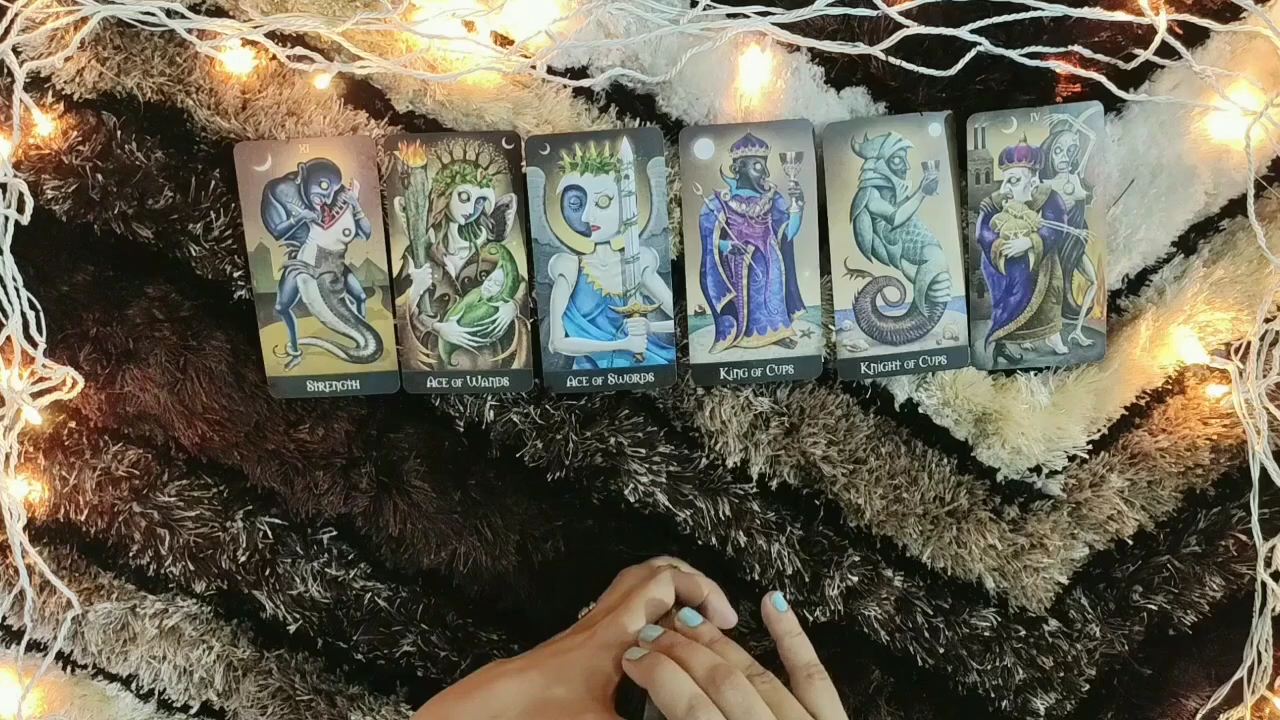 XI
STRENGTH
ACE OF WANDS
ACE OF SWORDS
KING OF CUPS
KNIGHT OF CUPS
IV